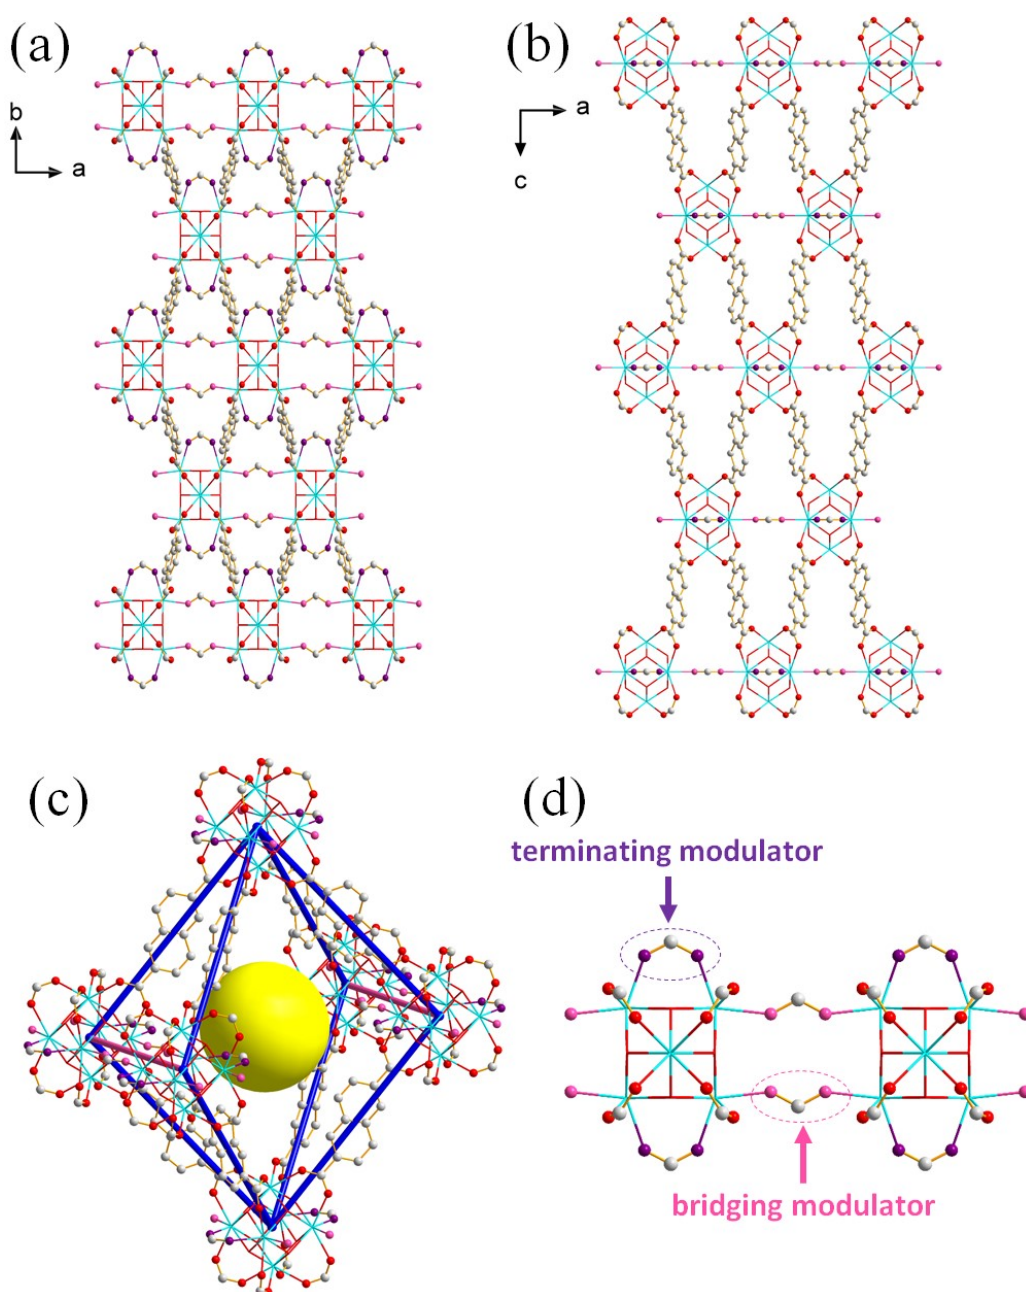 (a)
b
a
(b)
a
c
(c)
(d)
terminating modulator
bridging modulator